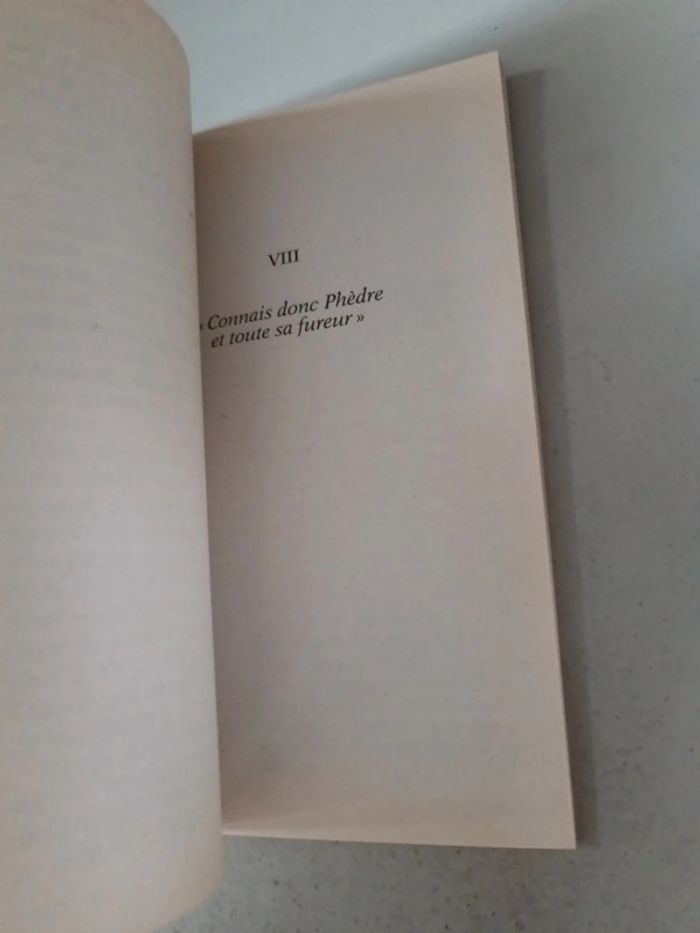 VIII
« Connais donc Phèdre
et toute sa fureur »